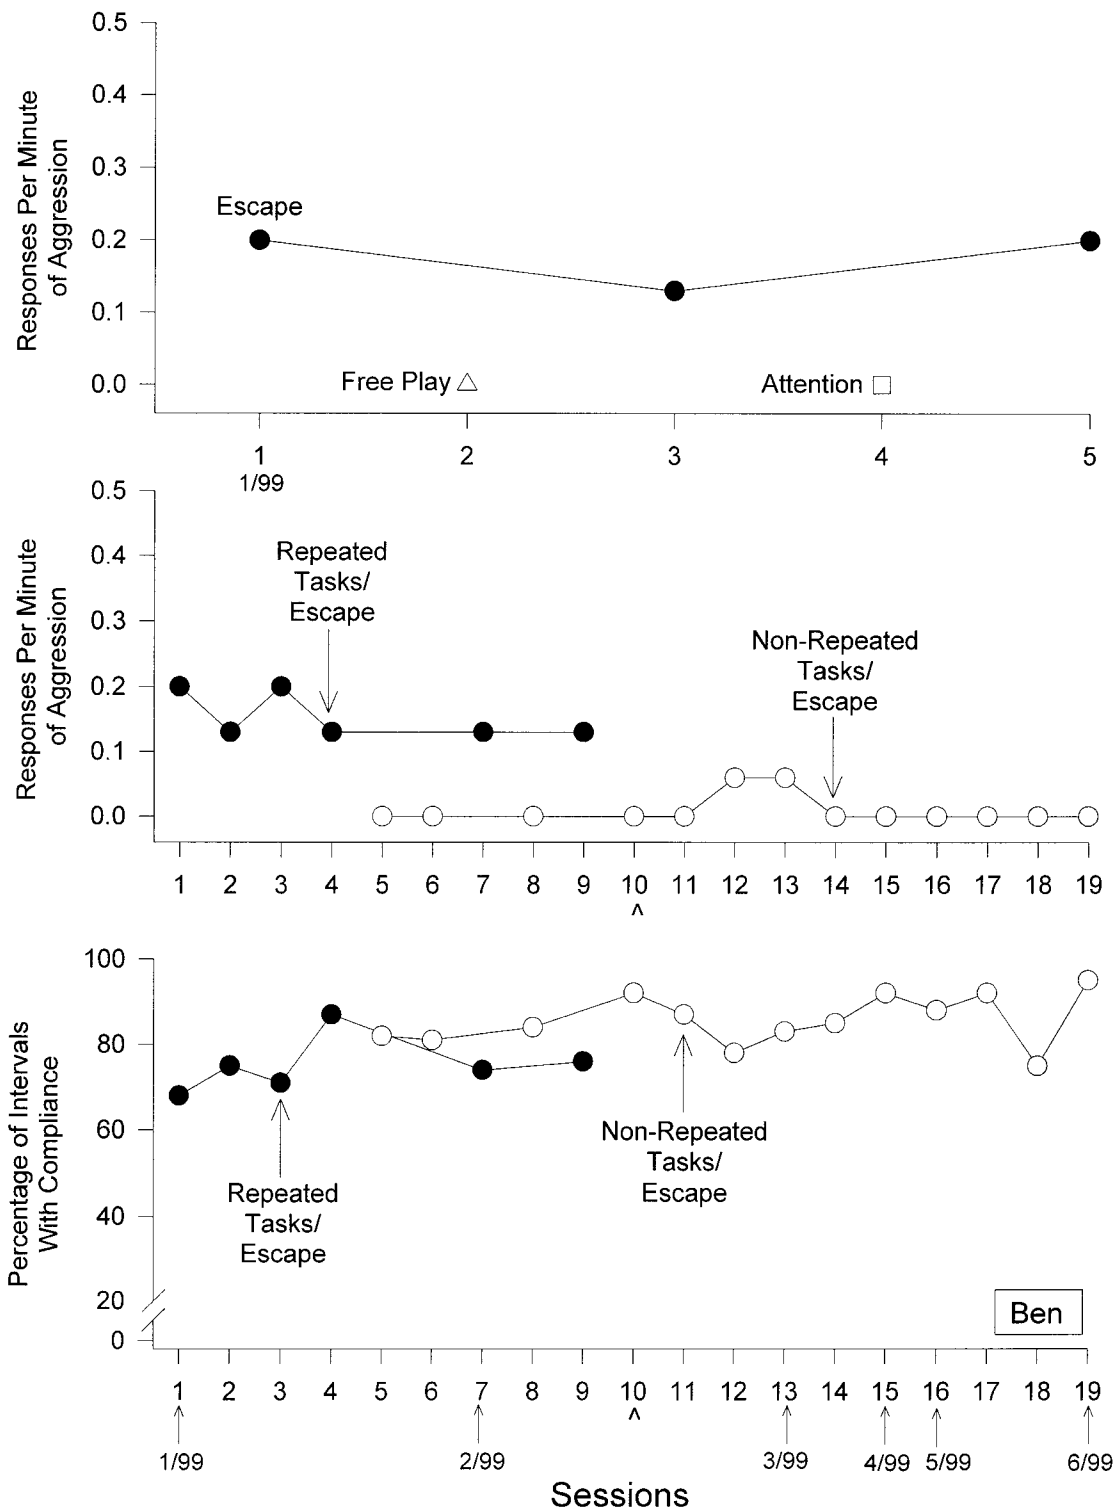 0.5
0.4
0.3
0.2
0.1
0.0
Responses Per Minute
of Aggression
Escape
Free Play
Attention
1 2 3 4 5
1/99
0.5
0.4
0.3
0.2
0.1
0.0
Responses Per Minute
of Aggression
Repeated
Tasks/
Escape
Non-Repeated
Tasks/
Escape
1 2 3 4 5 6 7 8 9 10 11 12 13 14 15 16 17 18 19
^
100
80
60
40
20
0
Percentage of Intervals
With Compliance
Repeated
Tasks/
Escape
Non-Repeated
Tasks/
Escape
Ben
1 2 3 4 5 6 7 8 9 10 11 12 13 14 15 16 17 18 19
^
1/99 2/99 3/99 4/99 5/99 6/99
Sessions